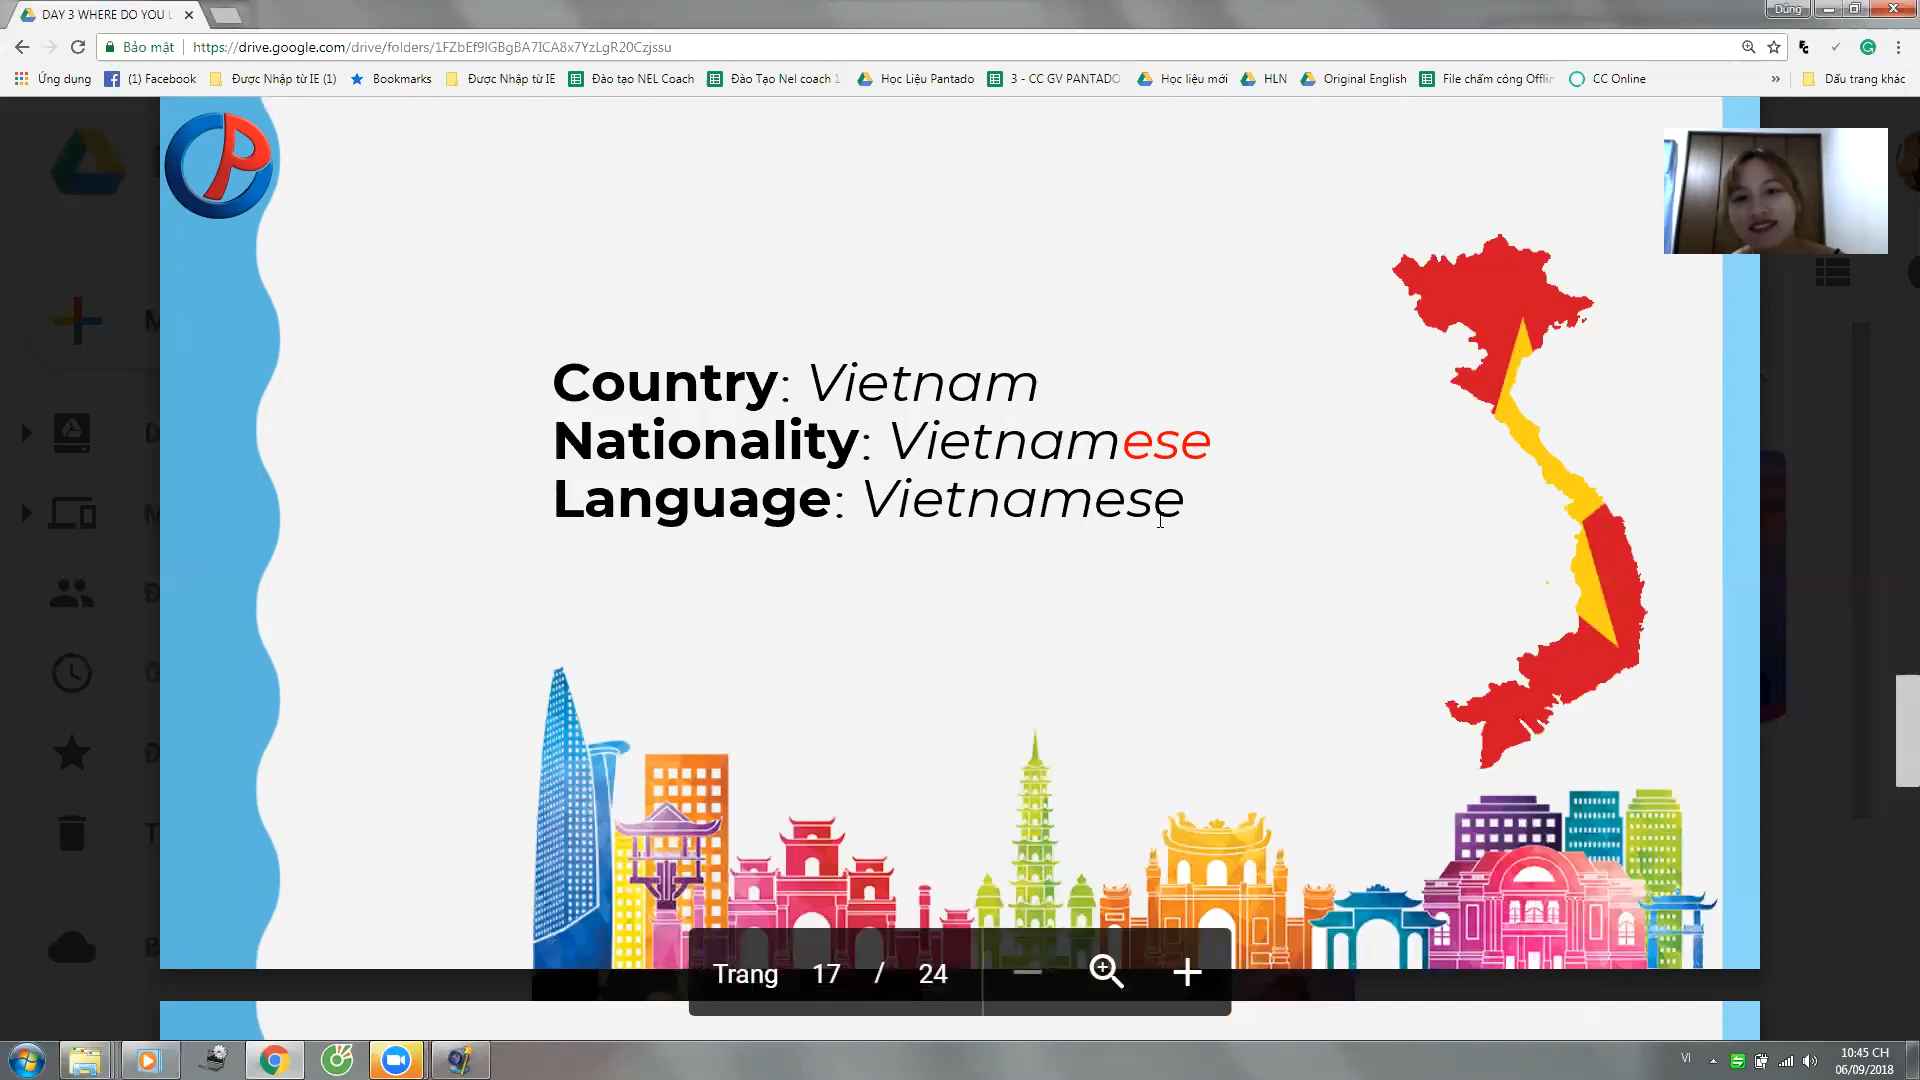 DAY 3 WHERE DO YOU L
Dũng
Bảo mật
https://drive.google.com/drive/folders/1FZbEf9lGBgBA7ICA8x7YzLgR20Czjssu
Ứng dụng
(1) Facebook
Được Nhập từ IE (1)
Bookmarks
Được Nhập từ IE
Đào tạo NEL Coach
Đào Tạo Nel coach 1
Học Liệu Pantado
3 - CC GV PANTADO
Học liệu mới
HLN
Original English
File chấm công Offlin
CC Online
»
Dấu trang khác
Country: Vietnam
Nationality: Vietnamese
Language: Vietnamese
Trang 17 / 24
VI
10:45 CH
06/09/2018